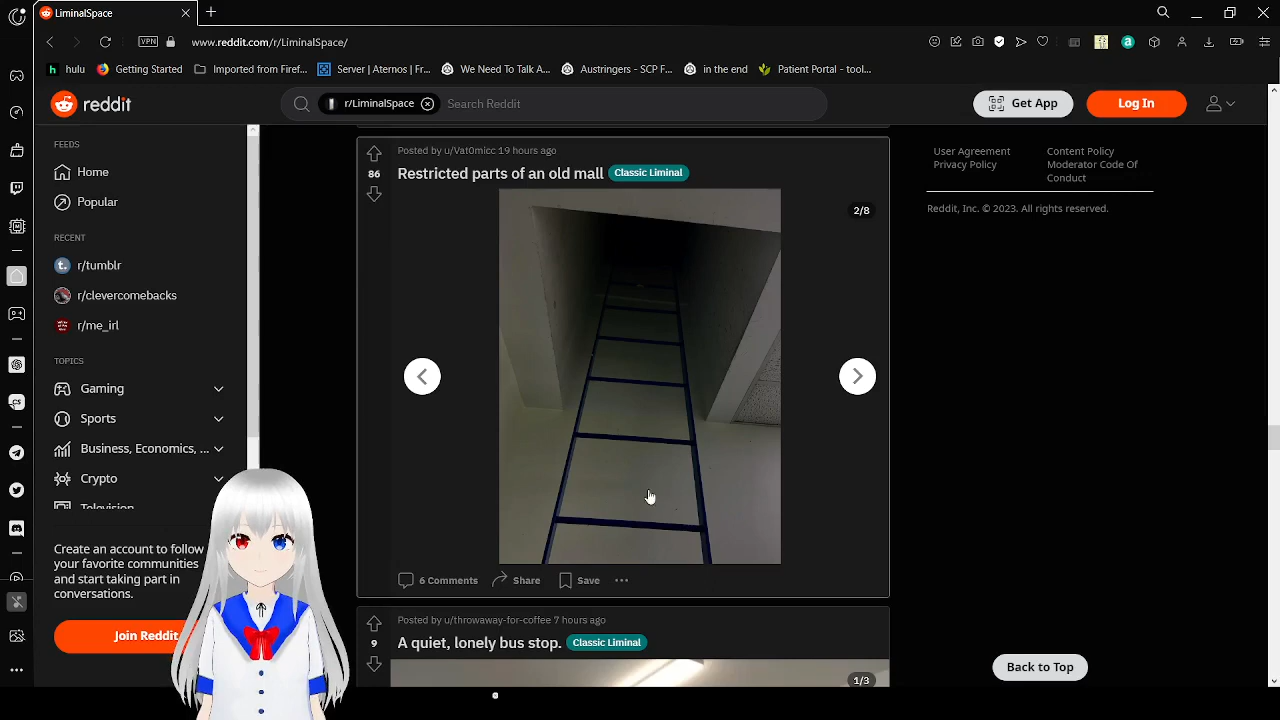 LiminalSpace
VPN
www.reddit.com/r/LiminalSpace/
hulu
Getting Started
Imported from Firef...
Server | Aternos | Fr...
We Need To Talk A...
Austringers - SCP F...
in the end
Patient Portal - tool...
reddit
r/LiminalSpace
Search Reddit
Get App
Log In
FEEDS
Home
Popular
RECENT
r/tumblr
r/clevercomebacks
r/me_irl
TOPICS
Gaming
Sports
Business, Economics, ...
Crypto
Television
Create an account to follow
your favorite communities
and start taking part in
conversations.
Join Reddit
Posted by u/Vat0micc 19 hours ago
86
Restricted parts of an old mall
Classic Liminal
2/8
6 Comments
Share
Save
Posted by u/throwaway-for-coffee 7 hours ago
9
A quiet, lonely bus stop.
Classic Liminal
1/3
User Agreement
Privacy Policy
Content Policy
Moderator Code Of
Conduct
Reddit, Inc. © 2023. All rights reserved.
Back to Top